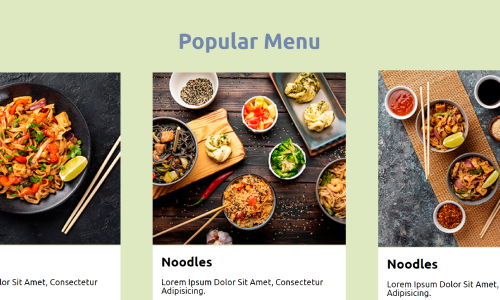 Popular Menu
Noodles
Noodles
lor Sit Amet, Consectetur
Lorem Ipsum Dolor Sit Amet, Consectetur
Adipisicing.
Lorem Ipsum Dolor Sit Amet,
Adipisicing.